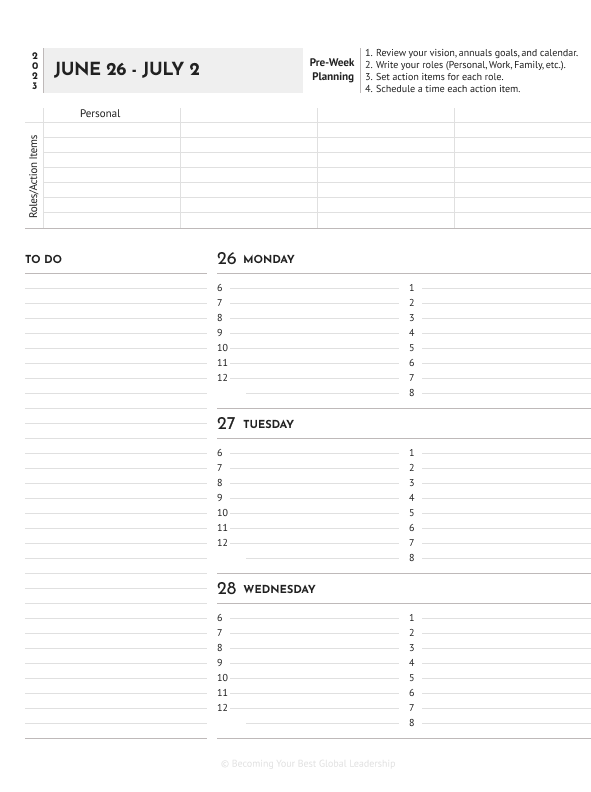 2
0
2
3
JUNE 26 - JULY 2
Pre-Week
Planning
1. Review your vision, annuals goals, and calendar.
2. Write your roles (Personal, Work, Family, etc.).
3. Set action items for each role.
4. Schedule a time each action item.
Personal
Roles/Action Items
TO DO
26 MONDAY
6 1
7 2
8 3
9 4
10 5
11 6
12 7
8
27 TUESDAY
6 1
7 2
8 3
9 4
10 5
11 6
12 7
8
28 WEDNESDAY
6 1
7 2
8 3
9 4
10 5
11 6
12 7
8
© Becoming Your Best Global Leadership